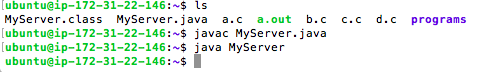 [ubuntu@ip-172-31-22-146:~$ ls
MyServer.class  MyServer.java  a.c  a.out  b.c  c.c  d.c  programs
[ubuntu@ip-172-31-22-146:~$ javac MyServer.java
[ubuntu@ip-172-31-22-146:~$ java MyServer